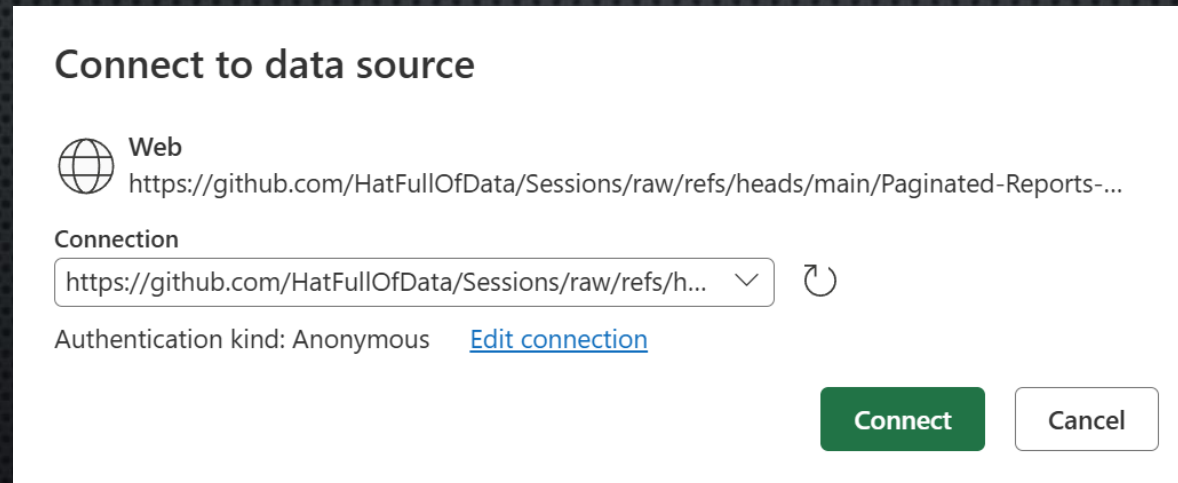 Connect to data source
Web
https://github.com/HatFullOfData/Sessions/raw/refs/heads/main/Paginated-Reports-...
Connection
https://github.com/HatFullOfData/Sessions/raw/refs/h...
Authentication kind: Anonymous Edit connection
Connect Cancel